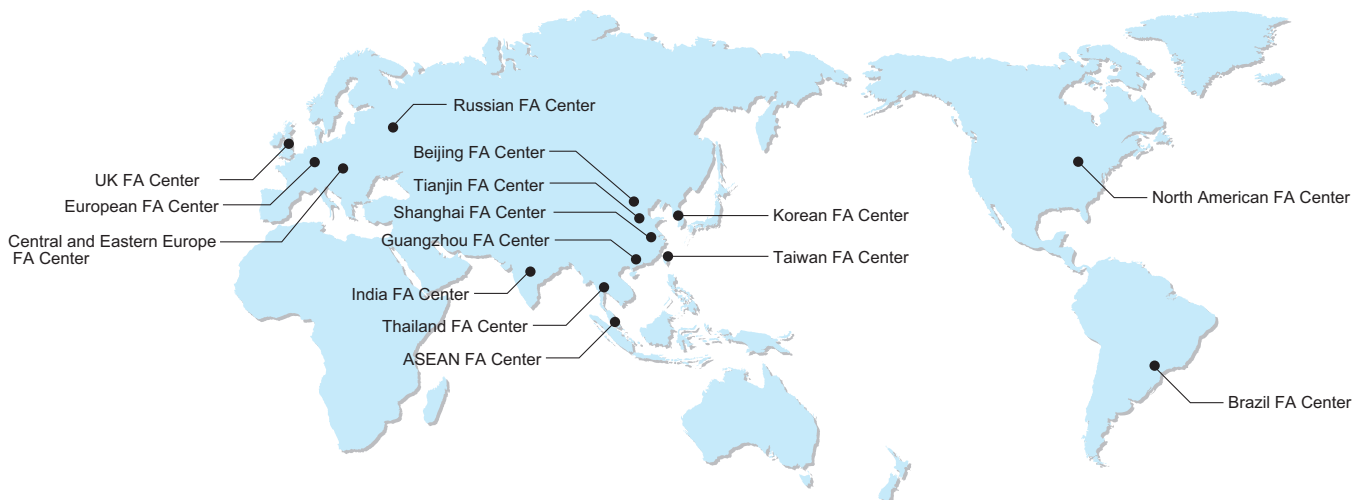 Russian FA Center
Beijing FA Center
UK FA Center
Tianjin FA Center
North American FA Center
European FA Center
Shanghai FA Center
Korean FA Center
Central and Eastern Europe
FA Center
Guangzhou FA Center
Taiwan FA Center
India FA Center
Thailand FA Center
ASEAN FA Center
Brazil FA Center